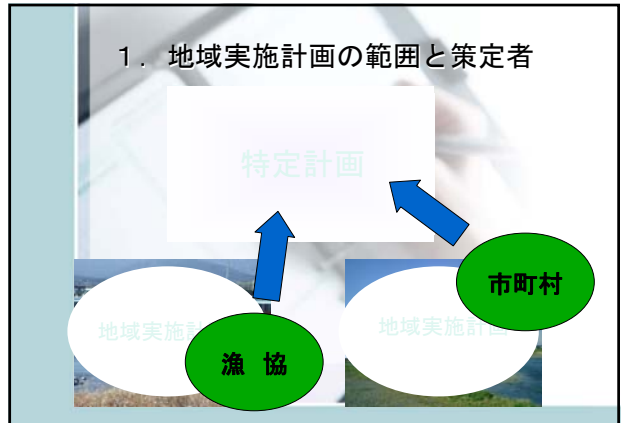 １．地域実施計画の範囲と策定者
特定計画
市町村
地域実施計画
地域実施計画
漁 協